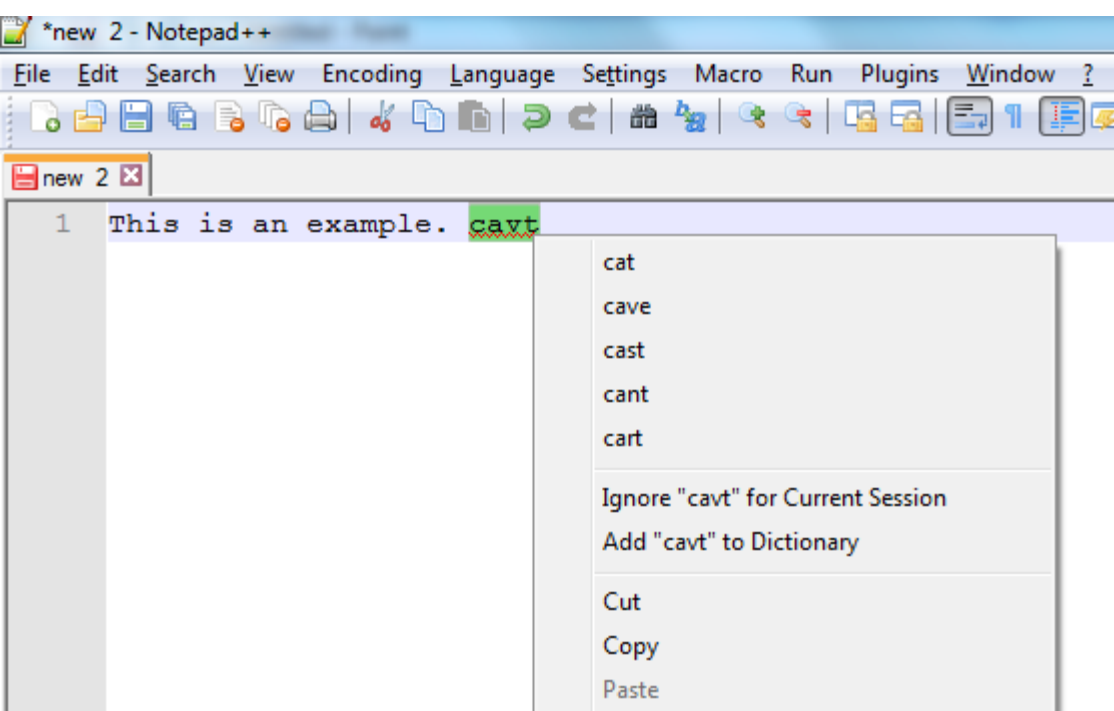 *new 2 - Notepad++
File Edit Search View Encoding Language Settings Macro Run Plugins Window ?
new 2
1 This is an example. cavt
cat
cave
cast
cant
cart
Ignore "cavt" for Current Session
Add "cavt" to Dictionary
Cut
Copy
Paste